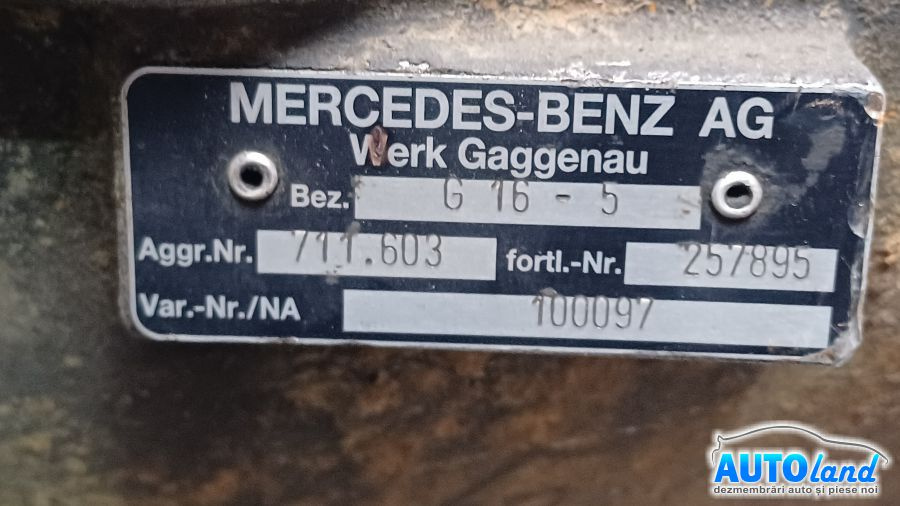 MERCEDES-BENZ AG
Werk Gaggenau
Bez. G 16 - 5
Aggr.Nr. 711.603 fortl.-Nr. 257895
Var.-Nr./NA 100097
AUTOland
dezmembrări auto și piese noi